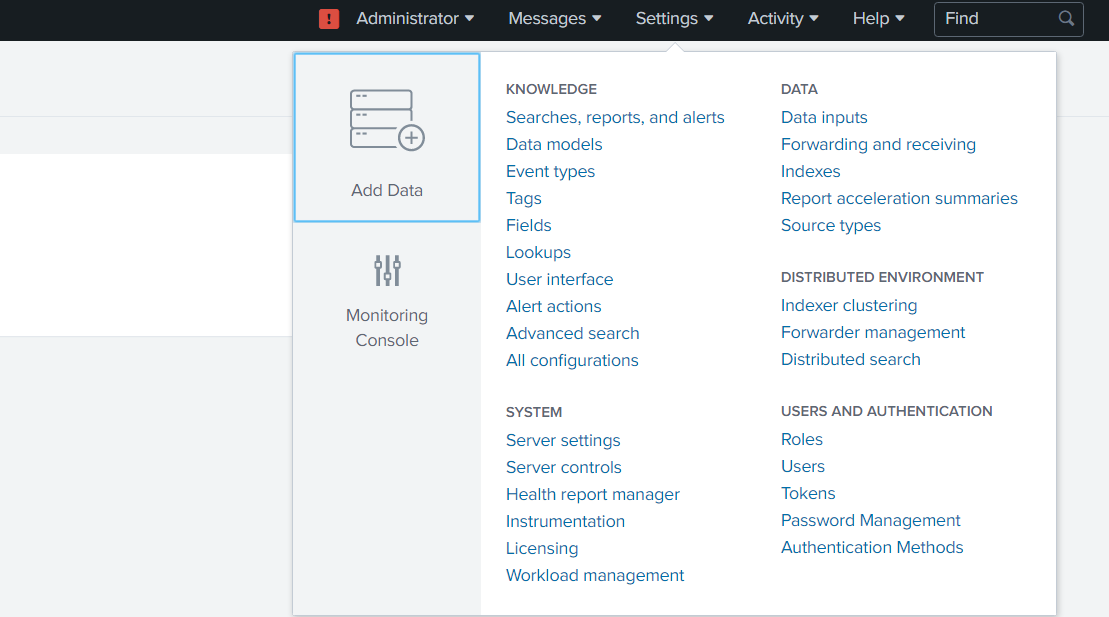 ! Administrator Messages Settings Activity Help Find
Add Data
Monitoring
Console
KNOWLEDGE
Searches, reports, and alerts
Data models
Event types
Tags
Fields
Lookups
User interface
Alert actions
Advanced search
All configurations
SYSTEM
Server settings
Server controls
Health report manager
Instrumentation
Licensing
Workload management
DATA
Data inputs
Forwarding and receiving
Indexes
Report acceleration summaries
Source types
DISTRIBUTED ENVIRONMENT
Indexer clustering
Forwarder management
Distributed search
USERS AND AUTHENTICATION
Roles
Users
Tokens
Password Management
Authentication Methods